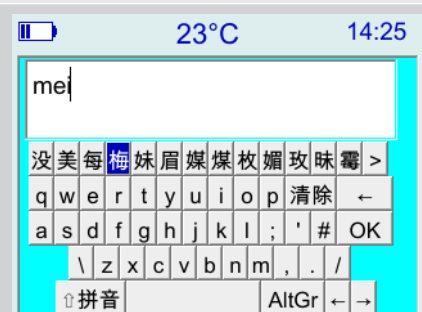 23°C 14:25
mei
没 美 每 梅 妹 眉 媒 煤 枚 媚 玫 昧 霉 >
q w e r t y u i o p 清除 ←
a s d f g h j k l ; ' # OK
\ z x c v b n m , . /
⇧拼音 AltGr ← →